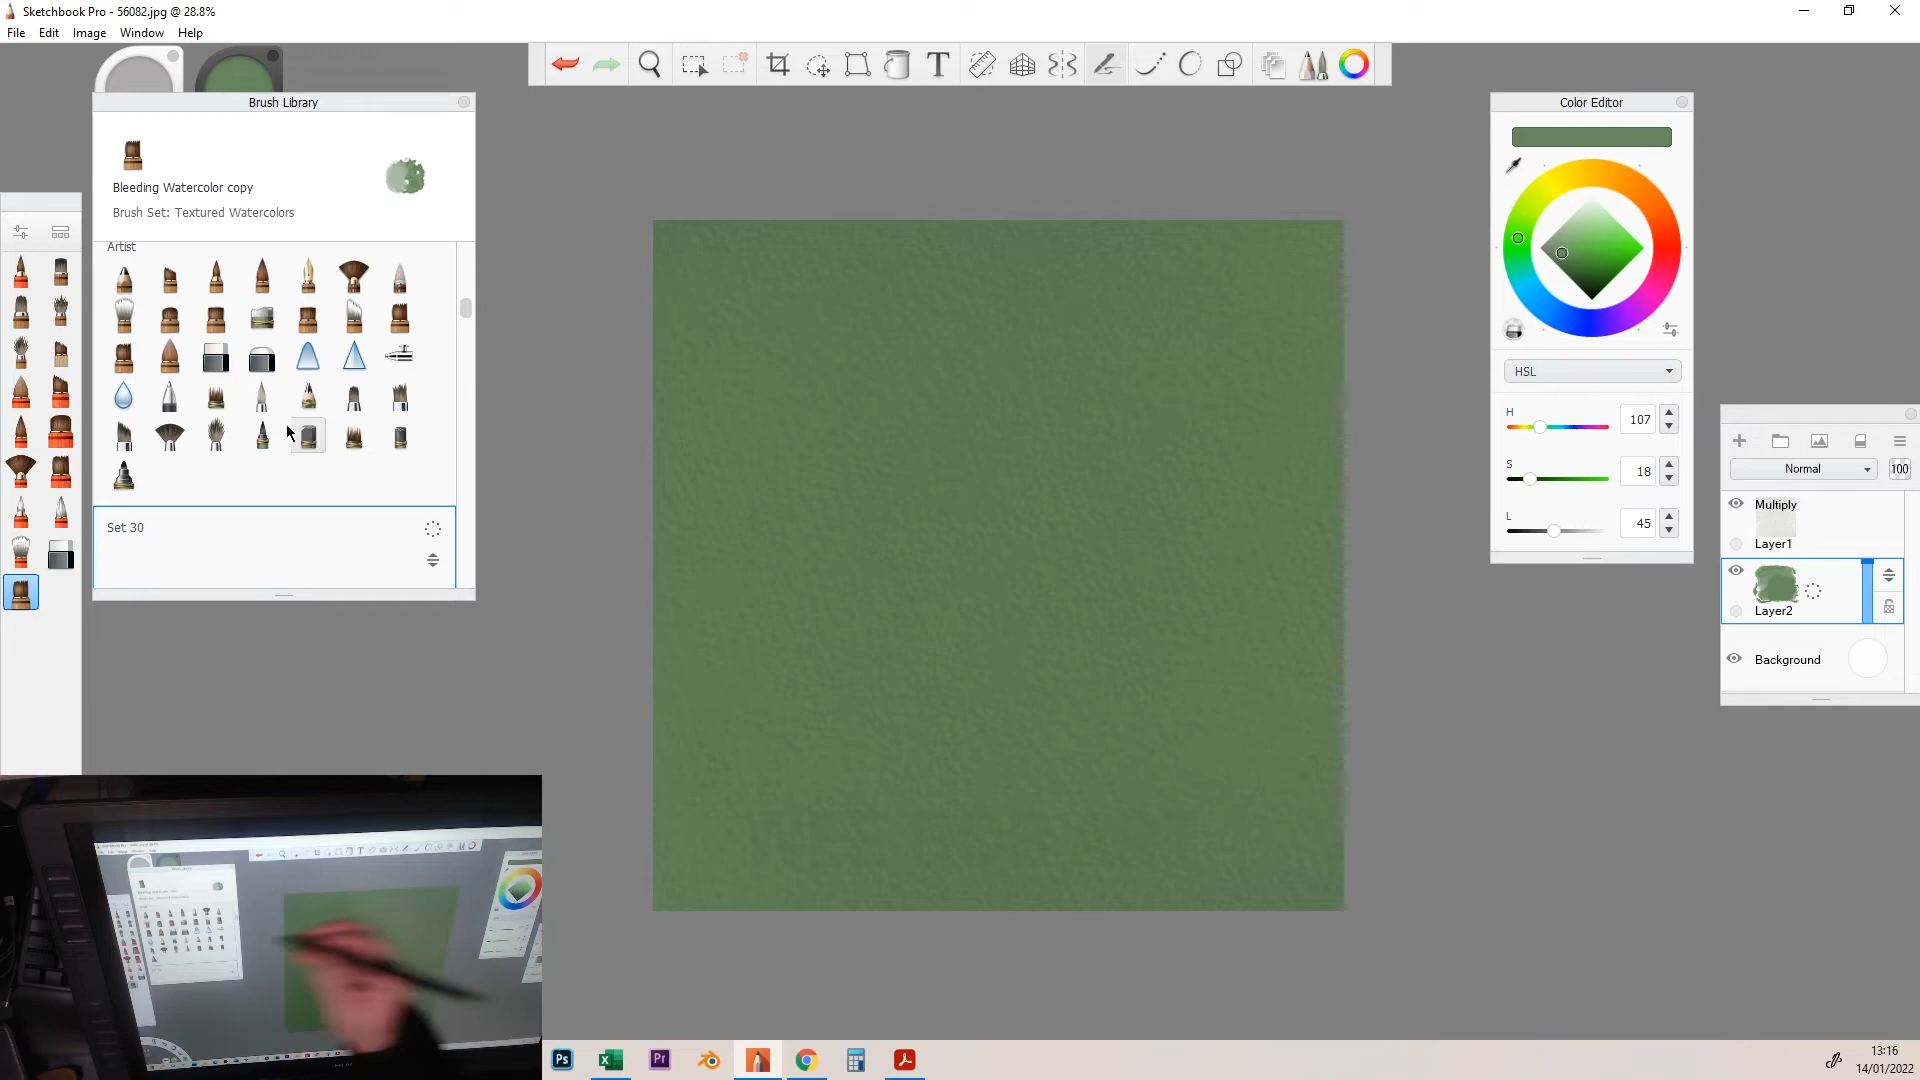 Sketchbook Pro - 56082.jpg @ 28.8%
File Edit Image Window Help
T
Brush Library
Bleeding Watercolor copy
Brush Set: Textured Watercolors
Artist
Set 30
Color Editor
HSL
H 107
S 18
L 45
Normal 100
Multiply
Layer1
Layer2
Background
Ps Pr
13:16
14/01/2022